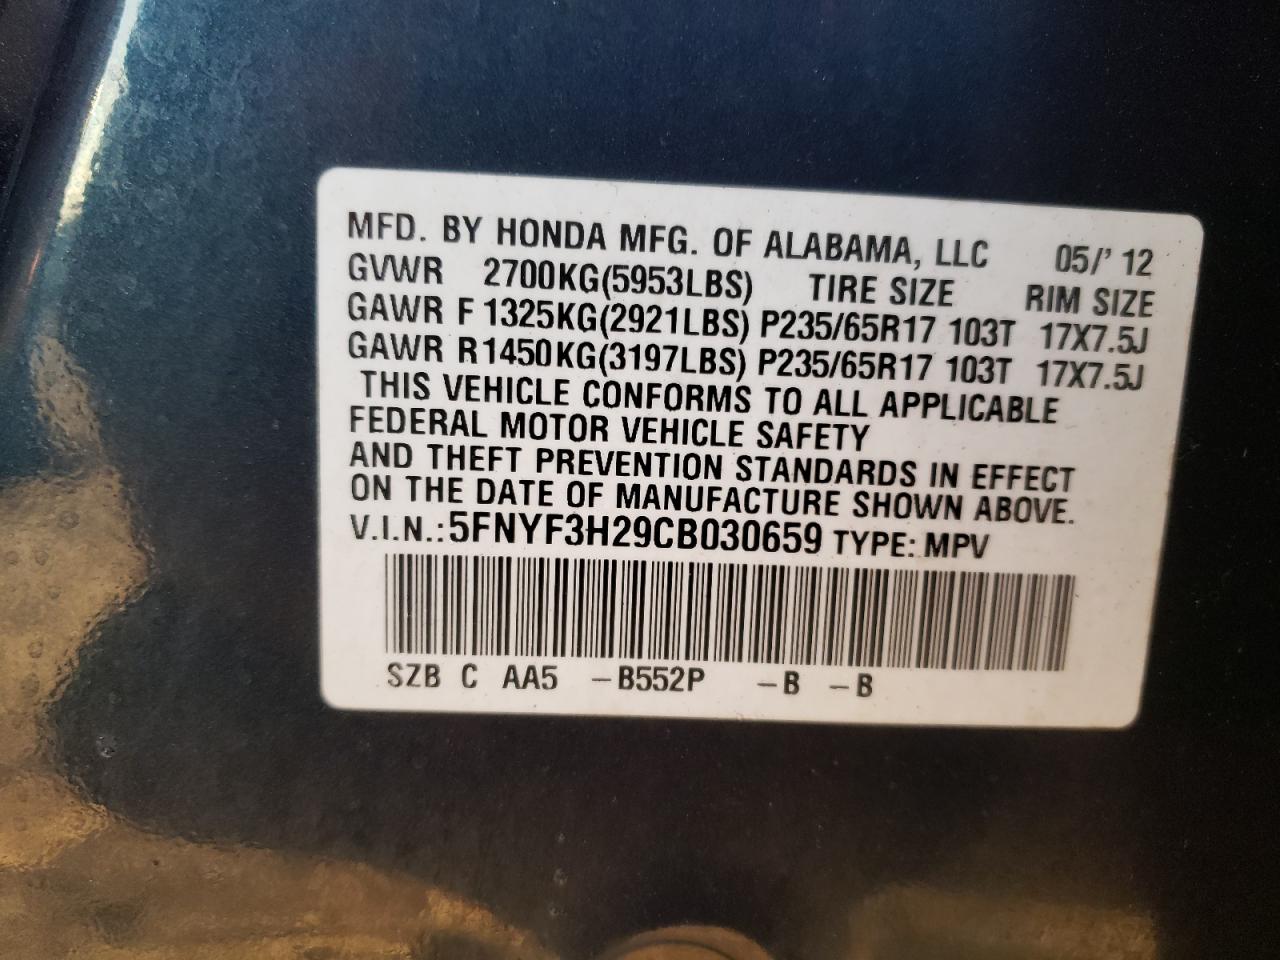 MFD. BY HONDA MFG. OF ALABAMA, LLC 05/' 12
GVWR 2700KG(5953LBS) TIRE SIZE RIM SIZE
GAWR F 1325KG(2921LBS) P235/65R17 103T 17X7.5J
GAWR R1450KG(3197LBS) P235/65R17 103T 17X7.5J
THIS VEHICLE CONFORMS TO ALL APPLICABLE
FEDERAL MOTOR VEHICLE SAFETY
AND THEFT PREVENTION STANDARDS IN EFFECT
ON THE DATE OF MANUFACTURE SHOWN ABOVE.
V.I.N.:5FNYF3H29CB030659 TYPE: MPV
SZB C AA5 –B552P –B –B